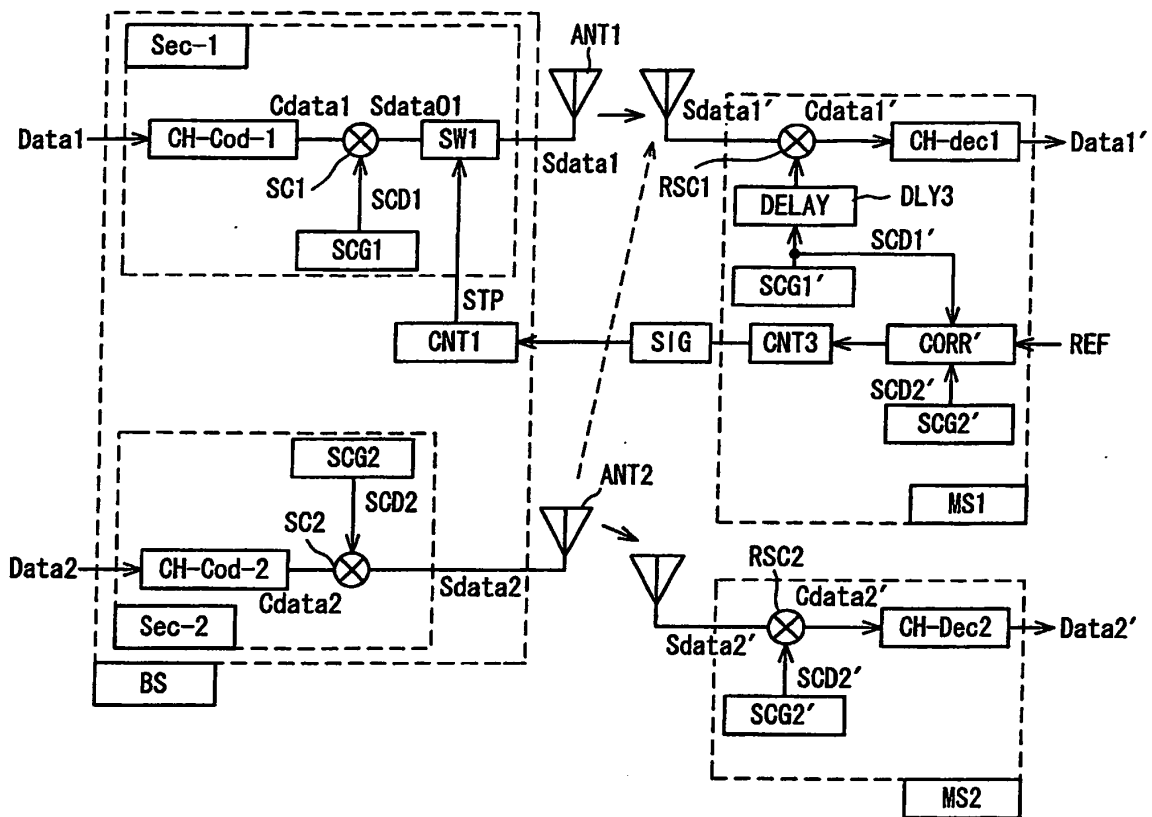 Sec-1
ANT1
Cdata1
Sdata01
Sdata1'
Cdata1'
Data1
CH-Cod-1
SW1
CH-dec1
Data1'
Sdata1
SC1
RSC1
SCD1
DELAY
DLY3
SCG1
SCD1'
SCG1'
STP
CNT1
SIG
CNT3
CORR'
REF
SCD2'
SCG2'
SCG2
ANT2
SCD2
MS1
SC2
RSC2
Data2
CH-Cod-2
Cdata2
Sdata2
Cdata2'
CH-Dec2
Data2'
Sec-2
Sdata2'
SCD2'
BS
SCG2'
MS2